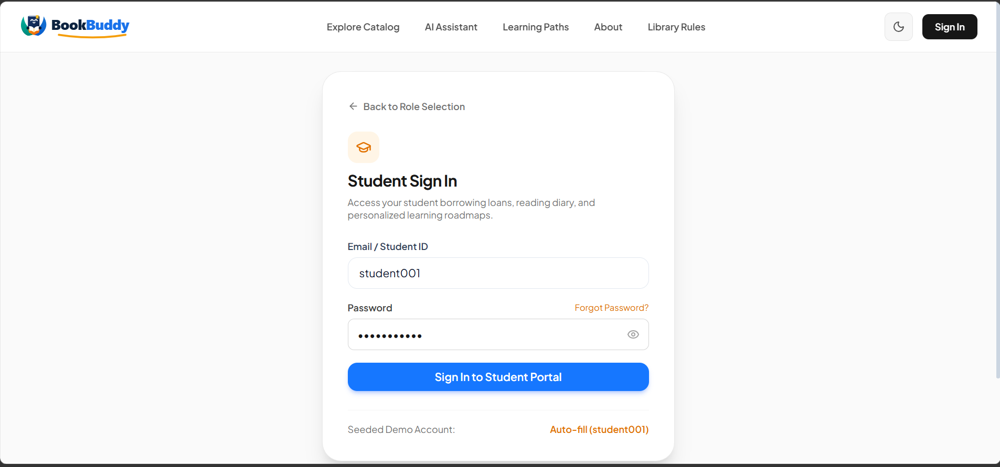 BookBuddy
Explore Catalog
AI Assistant
Learning Paths
About
Library Rules
Sign In
Back to Role Selection
Student Sign In
Access your student borrowing loans, reading diary, and
personalized learning roadmaps.
Email / Student ID
student001
Password
Forgot Password?
Sign In to Student Portal
Seeded Demo Account:
Auto-fill (student001)